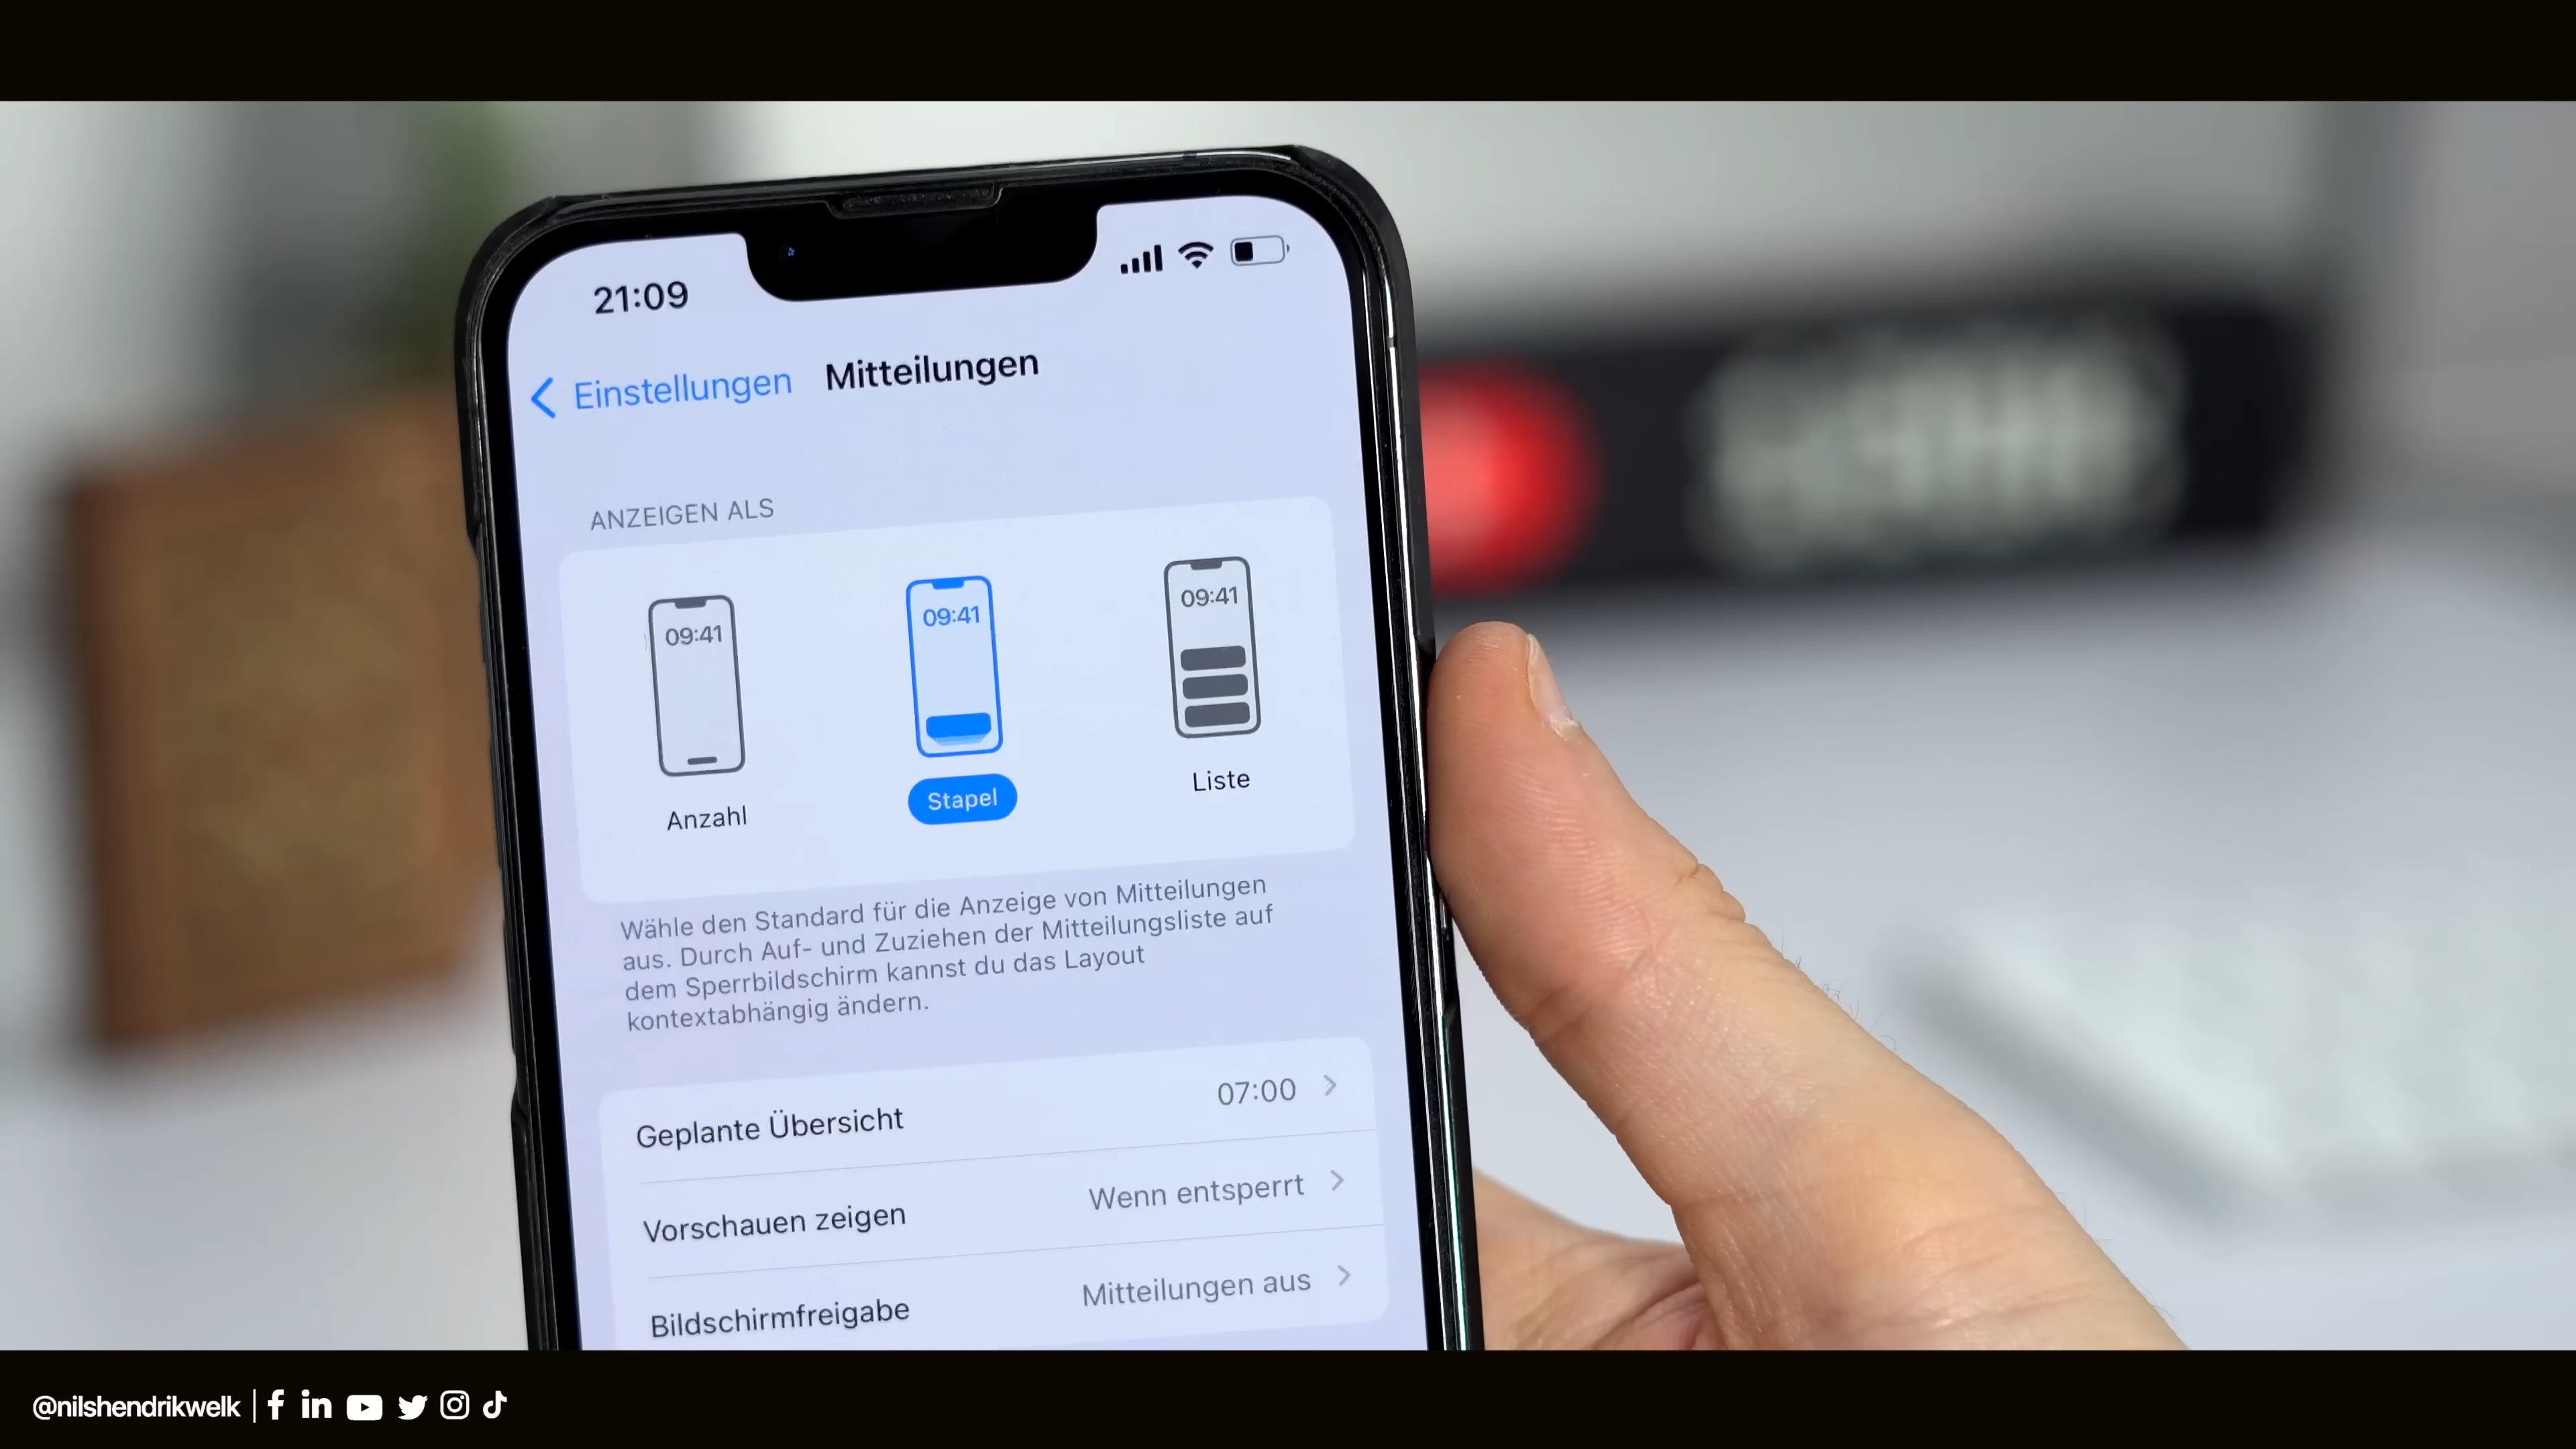 21:09
Einstellungen Mitteilungen
ANZEIGEN ALS
09:41 09:41 09:41
Anzahl Stapel Liste
Wähle den Standard für die Anzeige von Mitteilungen
aus. Durch Auf- und Zuziehen der Mitteilungsliste auf
dem Sperrbildschirm kannst du das Layout
kontextabhängig ändern.
Geplante Übersicht 07:00
Vorschauen zeigen Wenn entsperrt
Bildschirmfreigabe Mitteilungen aus
@nilshendrikwelk